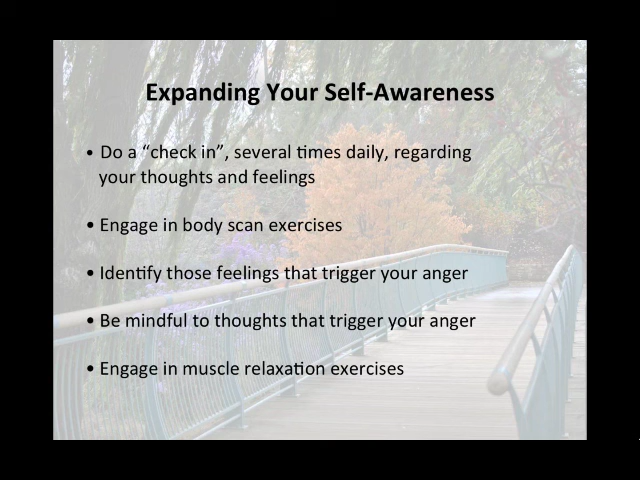 Expanding Your Self-Awareness
• Do a “check in”, several times daily, regarding
your thoughts and feelings
• Engage in body scan exercises
• Identify those feelings that trigger your anger
• Be mindful to thoughts that trigger your anger
• Engage in muscle relaxation exercises